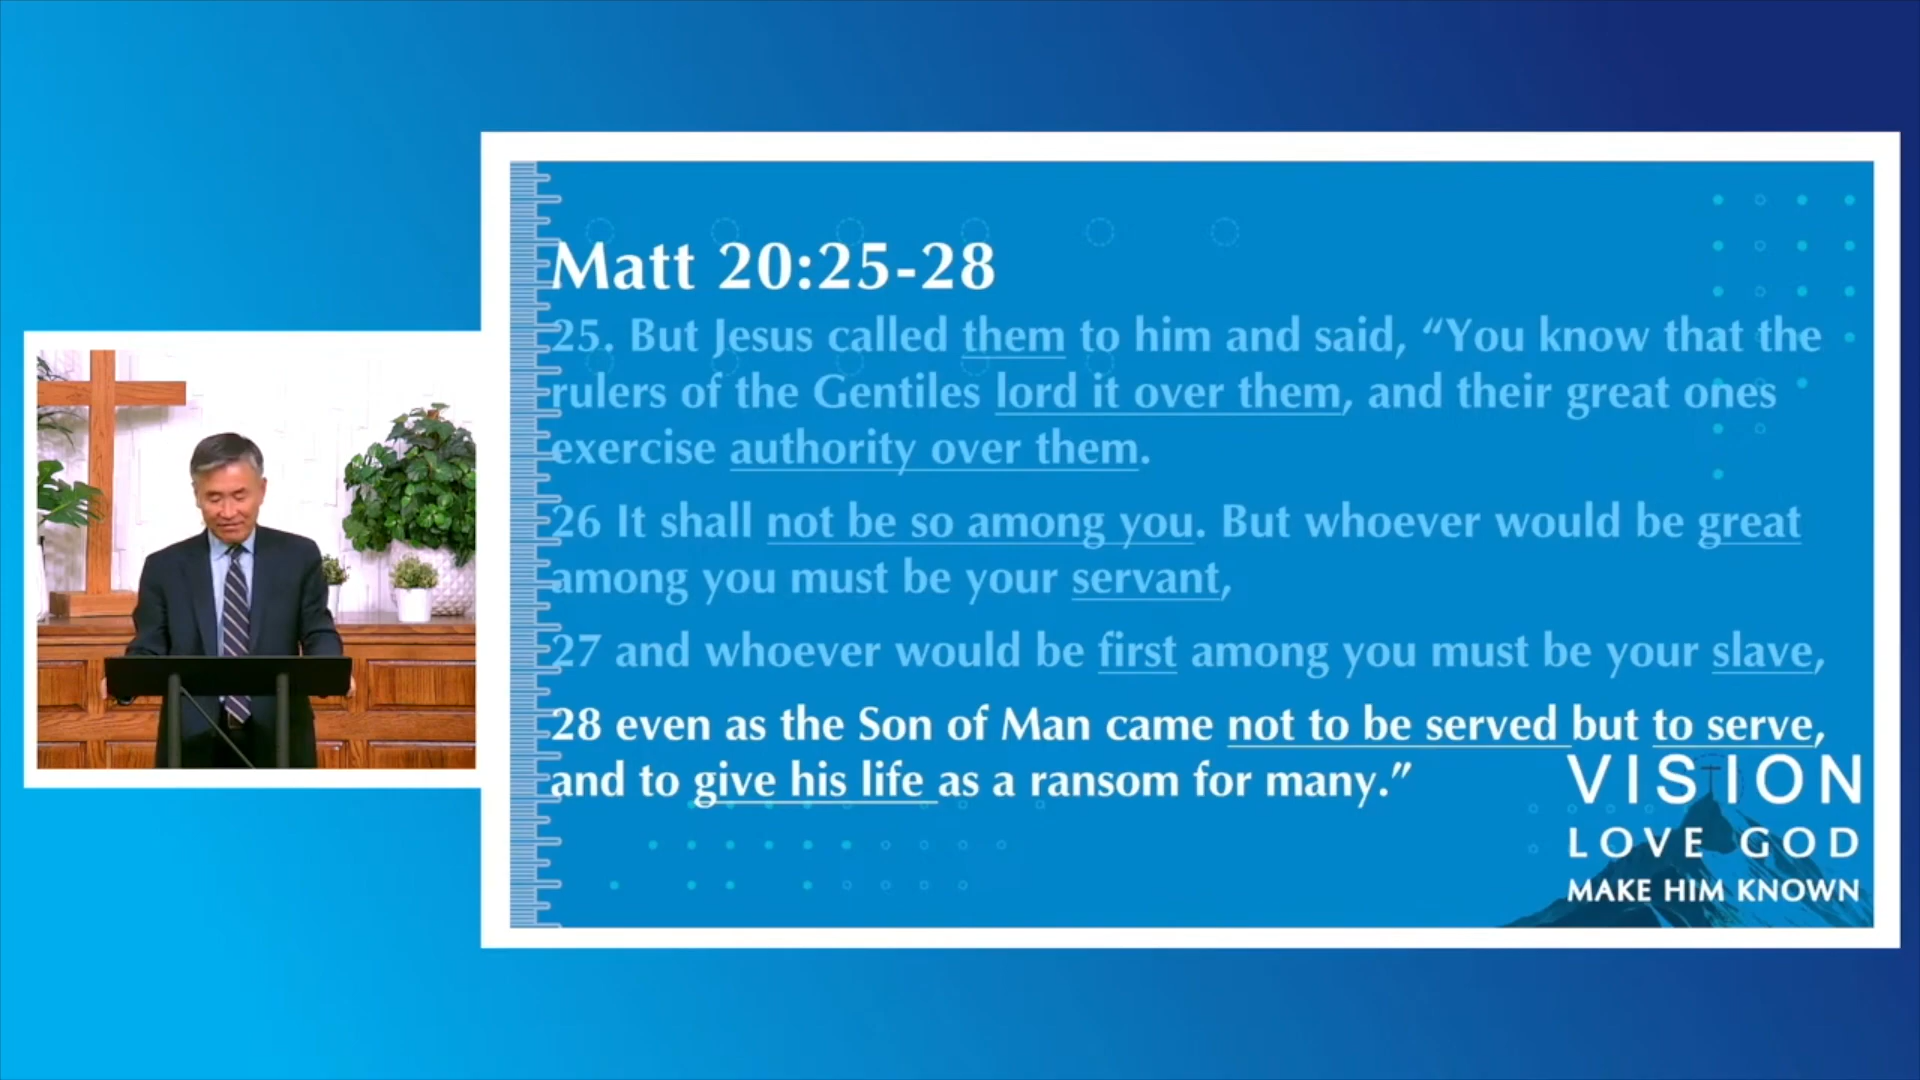 Matt 20:25-28
25. But Jesus called them to him and said, “You know that the
rulers of the Gentiles lord it over them, and their great ones
exercise authority over them.
26 It shall not be so among you. But whoever would be great
among you must be your servant,
27 and whoever would be first among you must be your slave,
28 even as the Son of Man came not to be served but to serve,
and to give his life as a ransom for many.”
VISION
LOVE GOD
MAKE HIM KNOWN